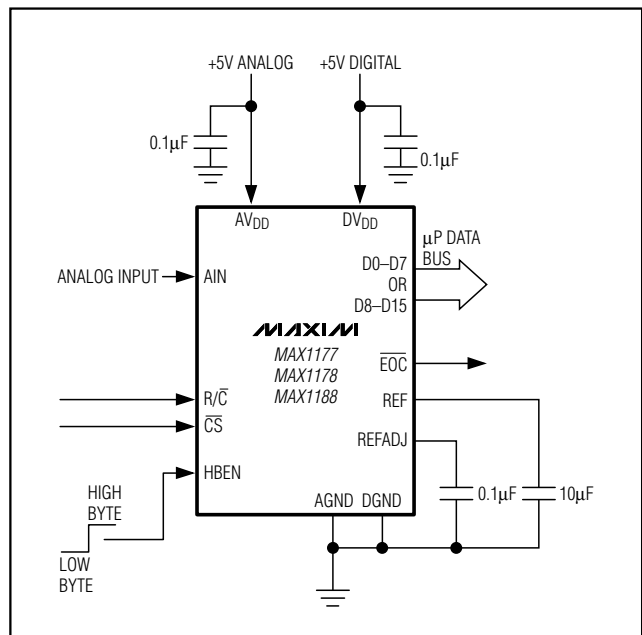 +5V ANALOG
+5V DIGITAL
0.1µF
0.1µF
AVDD
DVDD
µP DATA
BUS
D0–D7
OR
D8–D15
ANALOG INPUT
AIN
MAXIM
MAX1177
MAX1178
MAX1188
EOC
R/C
REF
CS
REFADJ
HBEN
HIGH
BYTE
LOW
BYTE
AGND
DGND
0.1µF
10µF